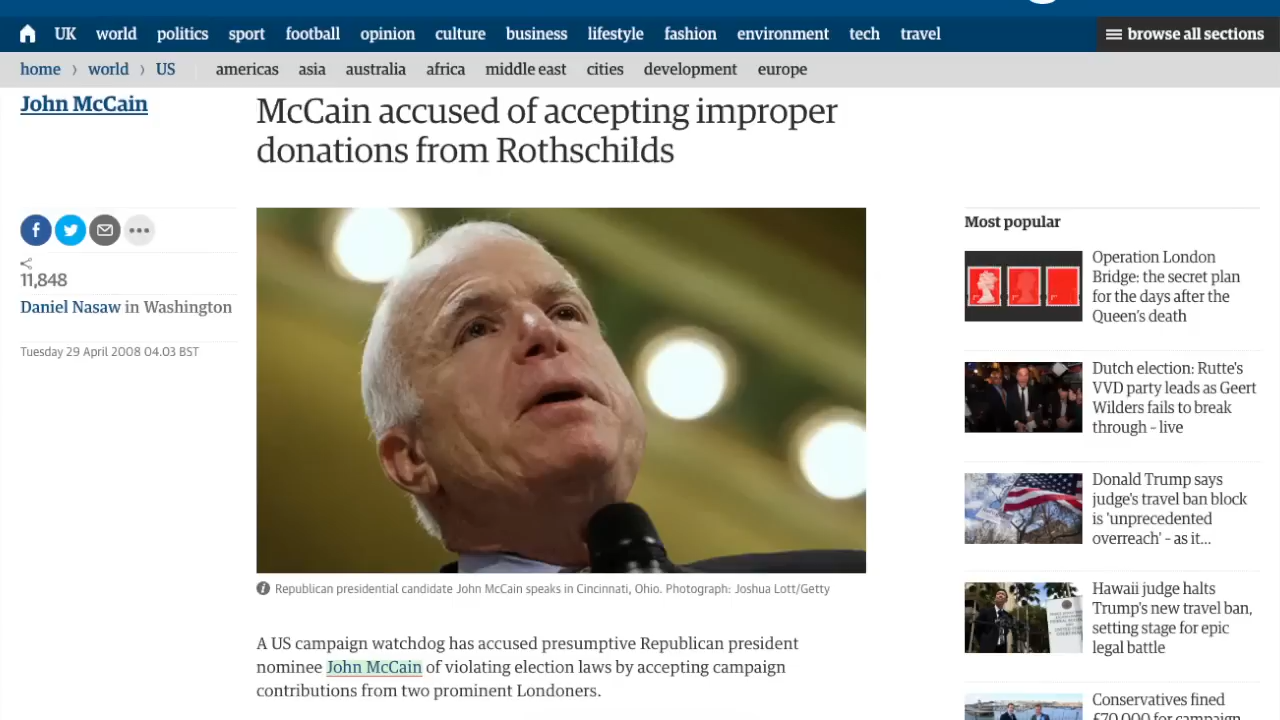 UK world politics sport football opinion culture business lifestyle fashion environment tech travel browse all sections
home › world › US americas asia australia africa middle east cities development europe
John McCain
McCain accused of accepting improper
donations from Rothschilds
f
11,848
Daniel Nasaw in Washington
Tuesday 29 April 2008 04.03 BST
Republican presidential candidate John McCain speaks in Cincinnati, Ohio. Photograph: Joshua Lott/Getty
A US campaign watchdog has accused presumptive Republican president
nominee John McCain of violating election laws by accepting campaign
contributions from two prominent Londoners.
Most popular
Operation London
Bridge: the secret plan
for the days after the
Queen's death
Dutch election: Rutte's
VVD party leads as Geert
Wilders fails to break
through - live
Donald Trump says
judge's travel ban block
is 'unprecedented
overreach' - as it...
Hawaii judge halts
Trump's new travel ban,
setting stage for epic
legal battle
Conservatives fined
£70,000 for campaign